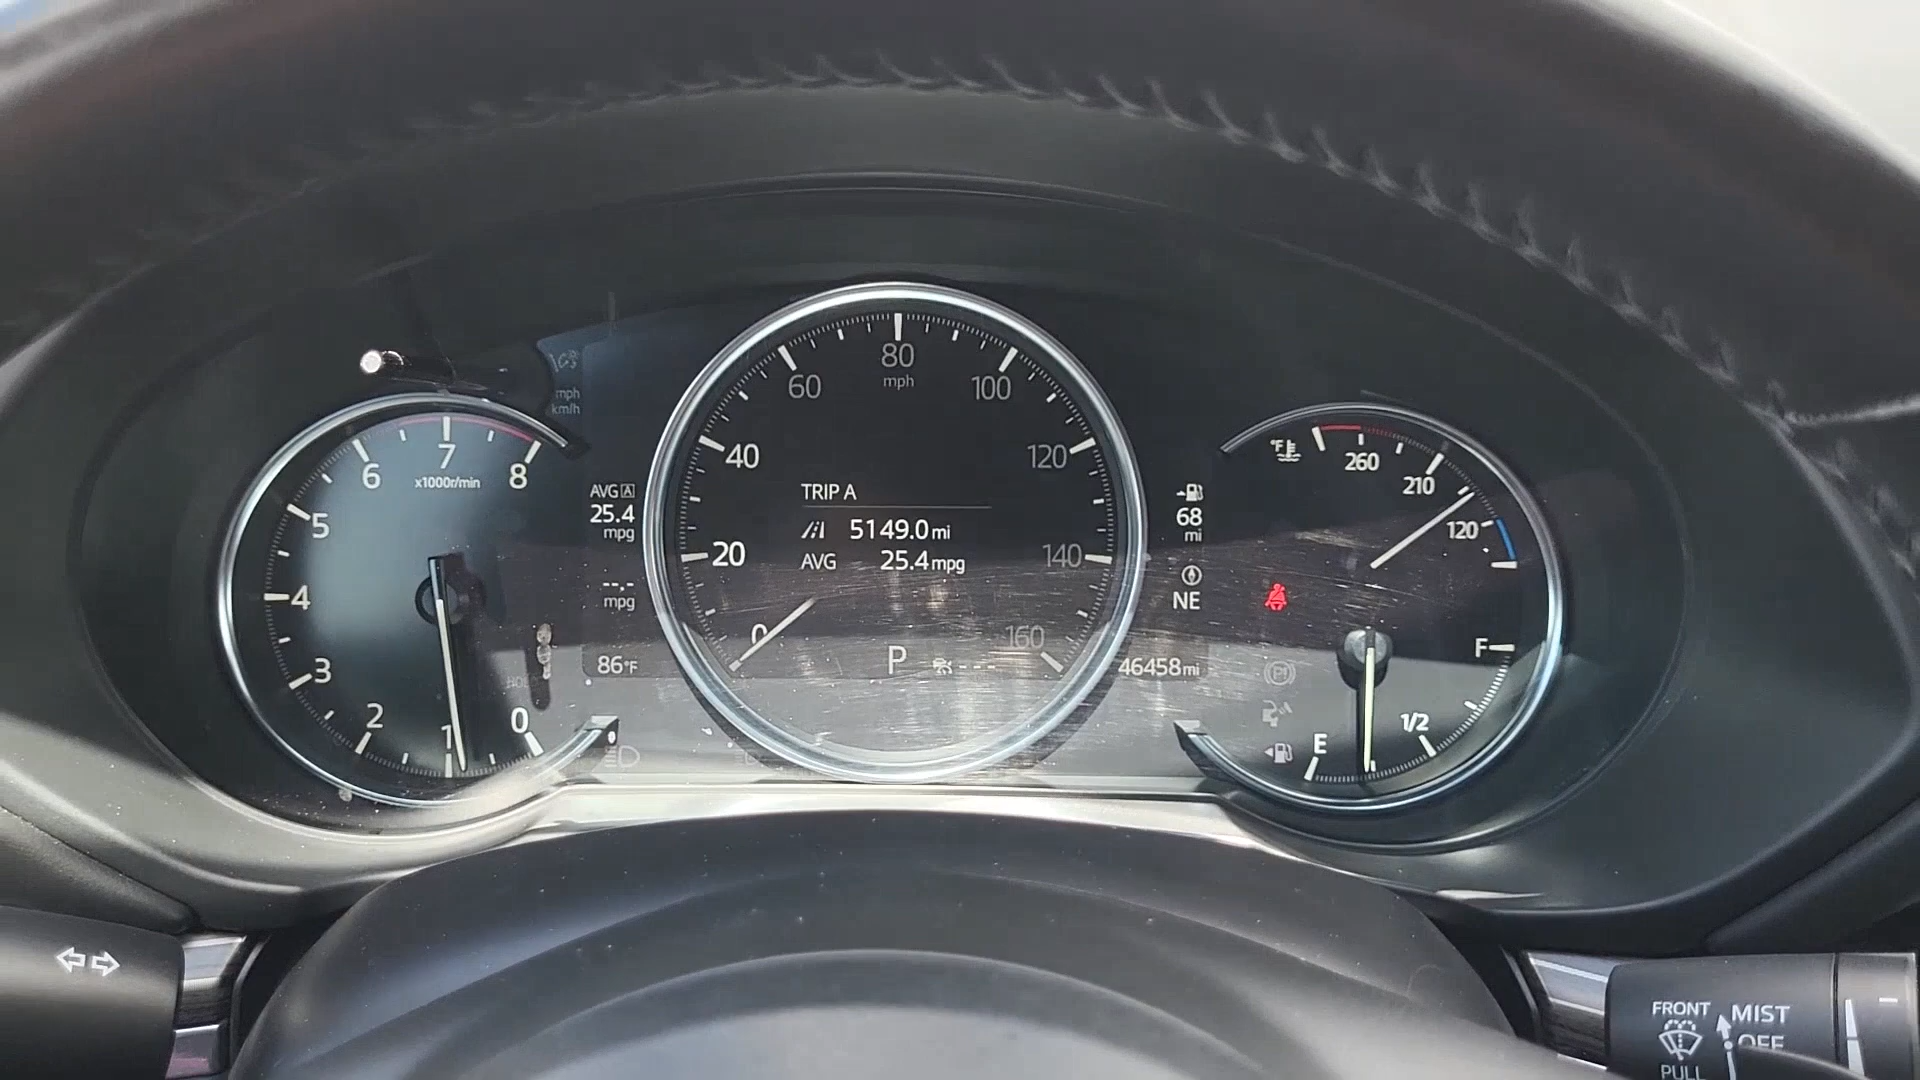 mph
km/h
6 7 8
x1000r/min
5
4
3
2 1 0
AVG A
25.4
mpg
--.-
mpg
86°F
60 80 100
mph
40 120
20 140
0 160
TRIP A
5149.0 mi
AVG 25.4 mpg
P ---
68
mi
NE
46458 mi
°F
260
210
120
F
1/2
E
(P)
FRONT MIST
OFF
PULL